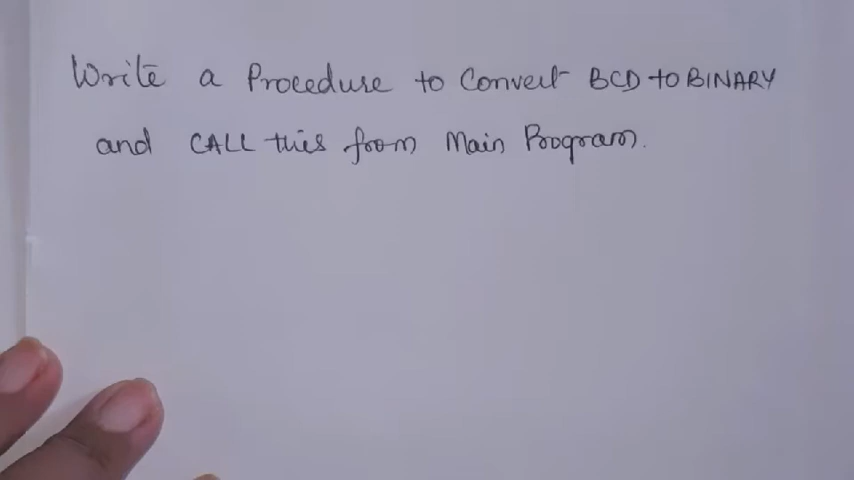 Write a Procedure to Convert BCD to BINARY
and CALL this from Main Program.